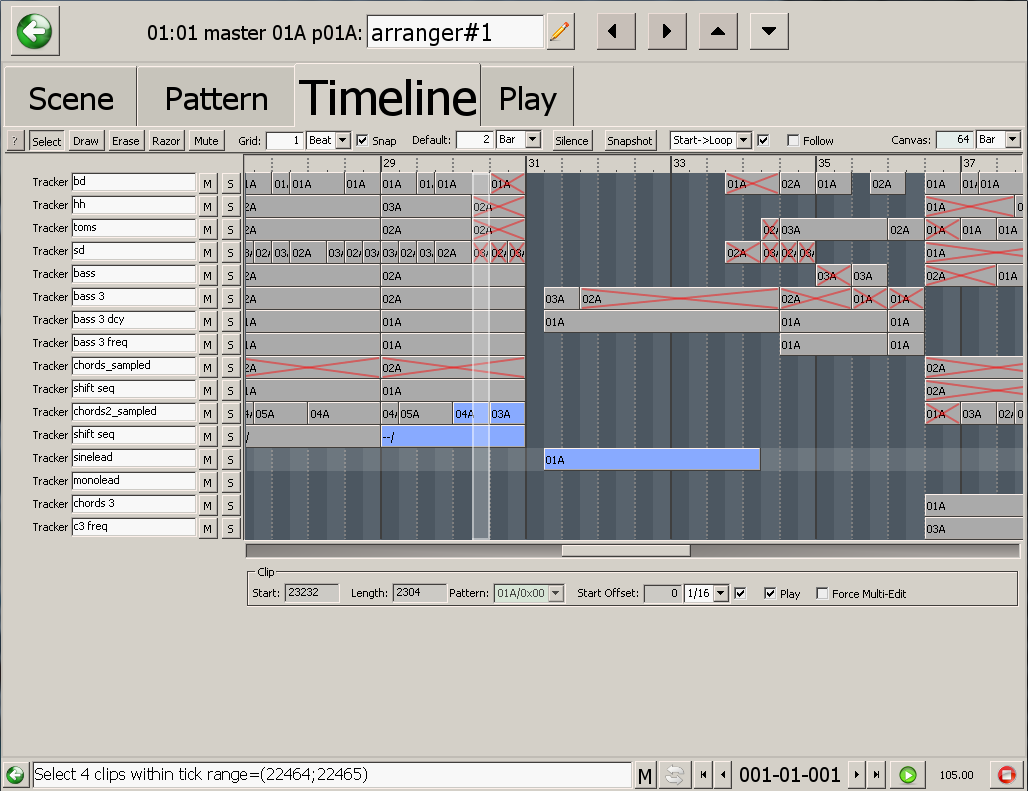 01:01 master 01A p01A: arranger#1
Scene Pattern Timeline Play
? Select Draw Erase Razor Mute Grid: 1 Beat Snap Default: 2 Bar Silence Snapshot Start->Loop Follow Canvas: 64 Bar
29 31 33 35 37
Tracker bd M S 01A 01A 01A 01A 01A 01A 01A 02A 01A 02A 01A 01A
Tracker hh M S 02A 03A 02A 01A
Tracker toms M S 02A 03A 02A 01A 01A 01A
Tracker sd M S 02A 02A 02A 02A 01A
Tracker bass M S 02A 02A 03A 03A 02A 01A
Tracker bass 3 M S 02A 02A 03A 02A 02A 01A 01A
Tracker bass 3 dcy M S 01A 01A 01A 01A 01A
Tracker bass 3 freq M S 01A 01A 01A 01A
Tracker chords_sampled M S 02A 02A 02A
Tracker shift seq M S 01A 01A 02A
Tracker chords2_sampled M S 05A 04A 05A 04A 03A 01A 03A
Tracker shift seq M S --/
Tracker sinelead M S 01A
Tracker monolead M S
Tracker chords 3 M S 01A
Tracker c3 freq M S 03A
Clip
Start: 23232 Length: 2304 Pattern: 01A/0x00 Start Offset: 0 1/16 Play Force Multi-Edit
Select 4 clips within tick range=(22464;22465) M 001-01-001 105.00